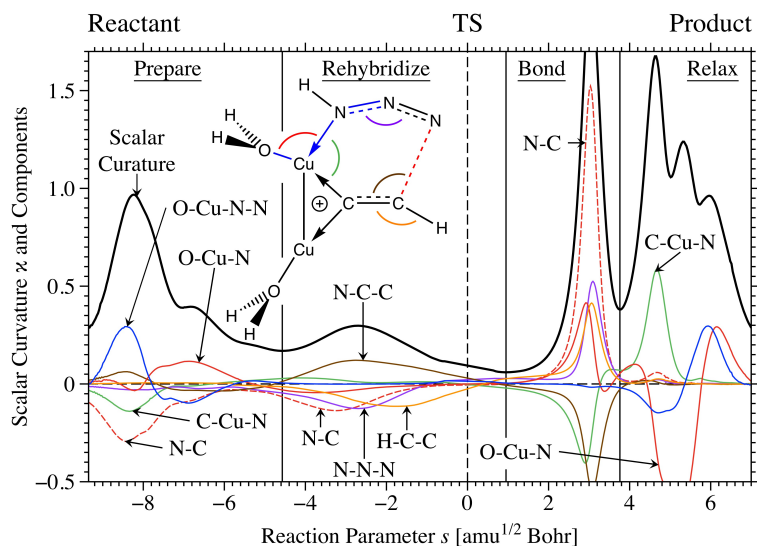 Reactant TS Product
Prepare Rehybridize Bond Relax
Scalar Curature
O-Cu-N-N
O-Cu-N
C-Cu-N
N-C
H N N N
H H O Cu
⊕ C C H
Cu
H O H
N-C-C
N-C
N-N-N
H-C-C
N-C
C-Cu-N
O-Cu-N
1.5
1.0
0.5
0
−0.5
−8 −6 −4 −2 0 2 4 6
Scalar Curvature ϰ and Components
Reaction Parameter s [amu1/2 Bohr]